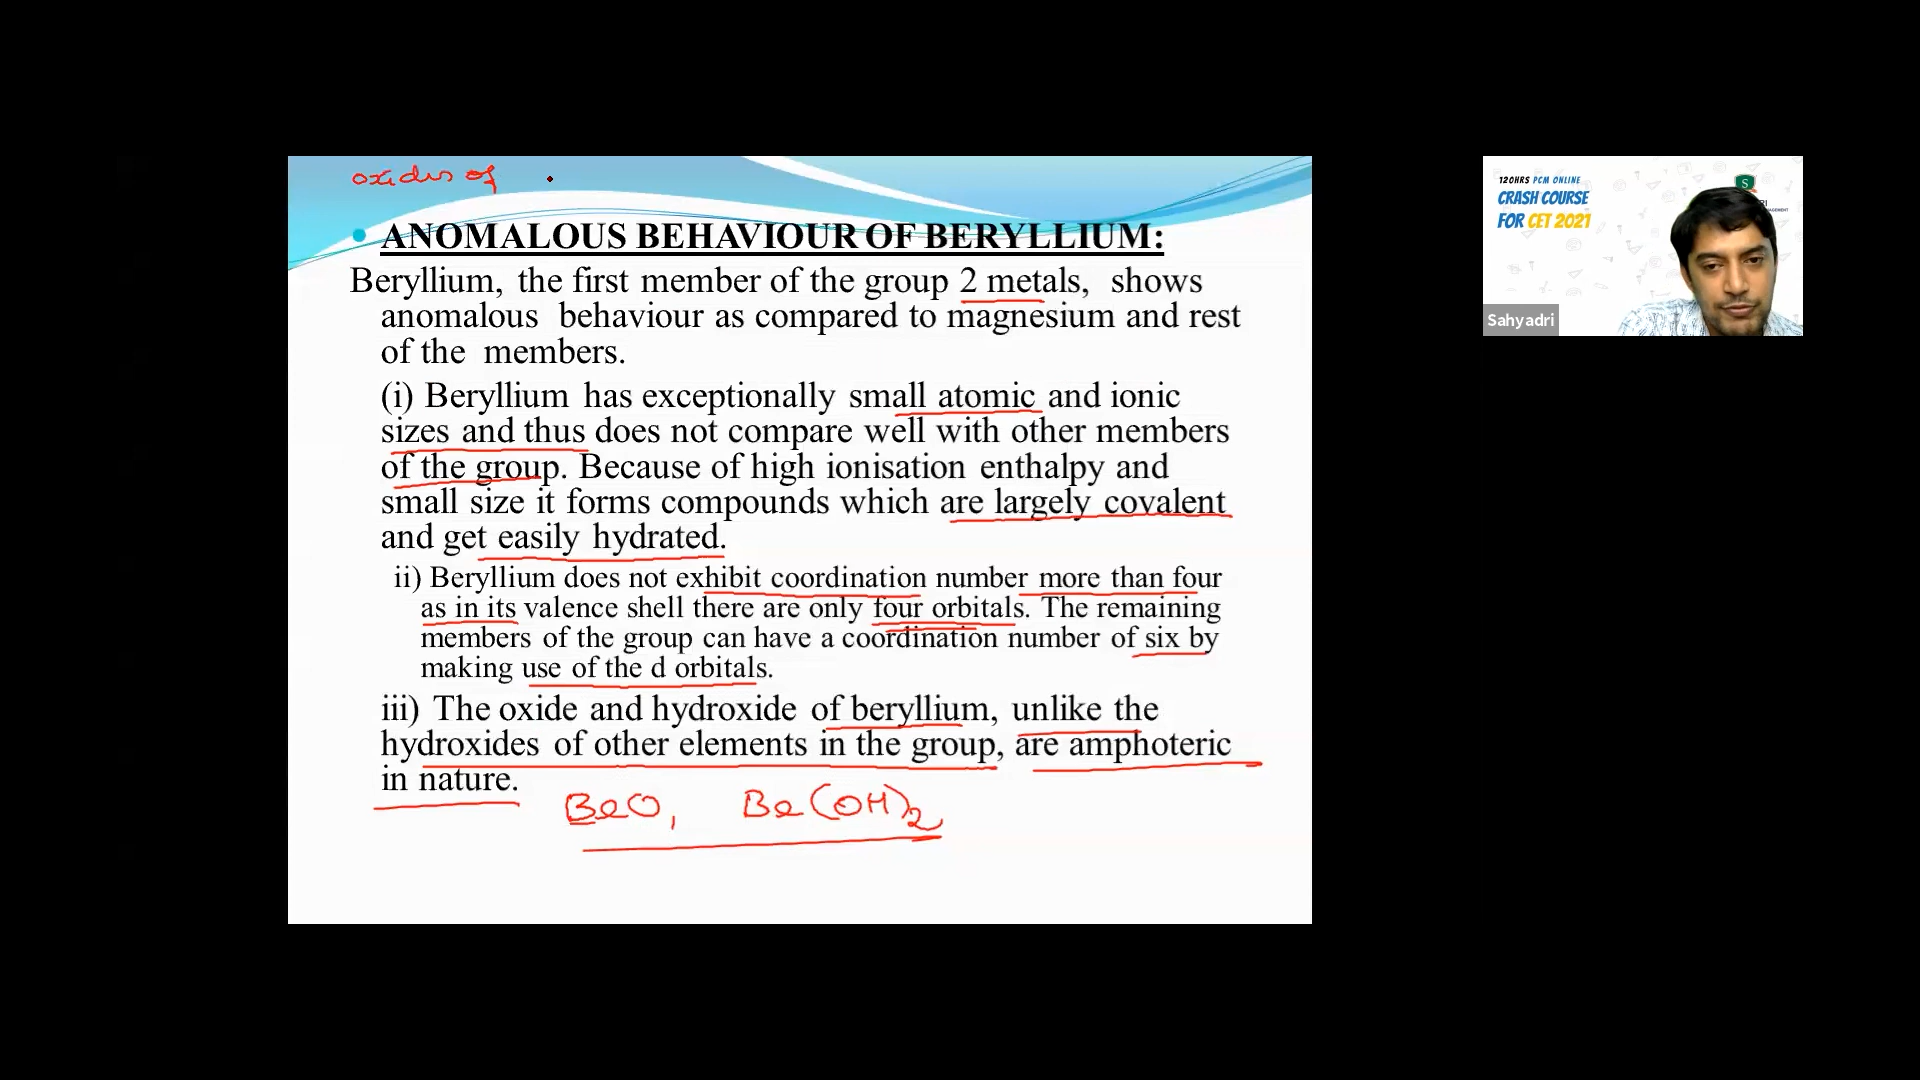 oxides of
• ANOMALOUS BEHAVIOUR OF BERYLLIUM:
Beryllium, the first member of the group 2 metals, shows
anomalous behaviour as compared to magnesium and rest
of the members.
(i) Beryllium has exceptionally small atomic and ionic
sizes and thus does not compare well with other members
of the group. Because of high ionisation enthalpy and
small size it forms compounds which are largely covalent
and get easily hydrated.
ii) Beryllium does not exhibit coordination number more than four
as in its valence shell there are only four orbitals. The remaining
members of the group can have a coordination number of six by
making use of the d orbitals.
iii) The oxide and hydroxide of beryllium, unlike the
hydroxides of other elements in the group, are amphoteric
in nature.
BeO, Be(OH)2
120HRS PCM ONLINE
CRASH COURSE
FOR CET 2021
S
Sahyadri